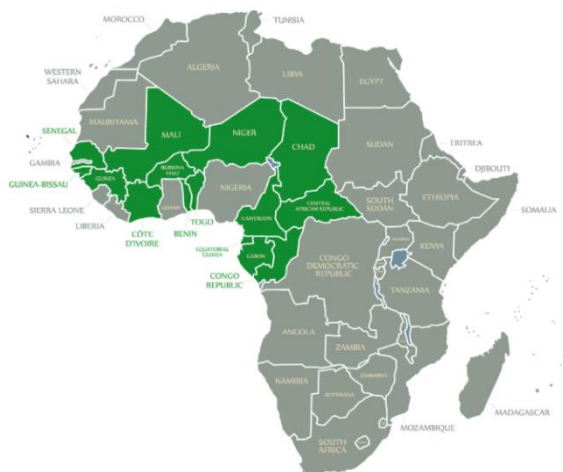 MOROCCO
TUNISIA
ALGERIA
LIBYA
EGYPT
WESTERN
SAHARA
MAURITANIA
MALI
NIGER
CHAD
SUDAN
ERITREA
SENEGAL
GAMBIA
GUINEA
BURKINA
FASO
DJIBOUTI
GUINEA-BISSAU
NIGERIA
SIERRA LEONE
GHANA
SOUTH
SUDAN
ETHIOPIA
SOMALIA
LIBERIA
CÔTE
D'IVOIRE
TOGO
BENIN
CAMEROON
CENTRAL
AFRICAN REPUBLIC
EQUATORIAL
GUINEA
GABON
CONGO
REPUBLIC
CONGO
DEMOCRATIC
REPUBLIC
UGANDA
KENYA
TANZANIA
ANGOLA
ZAMBIA
NAMIBIA
ZIMBABWE
BOTSWANA
MOZAMBIQUE
MADAGASCAR
SOUTH
AFRICA